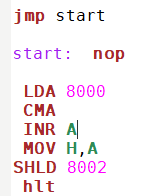 jmp start
start: nop
LDA 8000
CMA
INR A
MOV H,A
SHLD 8002
hlt